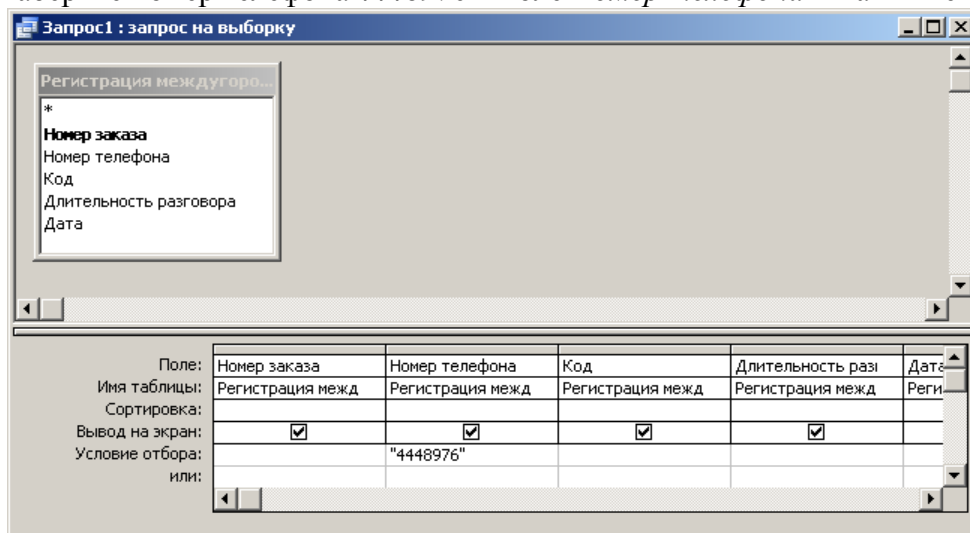 Запрос1 : запрос на выборку
Регистрация междугоро...
*
Номер заказа
Номер телефона
Код
Длительность разговора
Дата
Поле: Номер заказа Номер телефона Код Длительность разг Дата
Имя таблицы: Регистрация межд Регистрация межд Регистрация межд Регистрация межд Реги
Сортировка:
Вывод на экран:
Условие отбора: "4448976"
или: